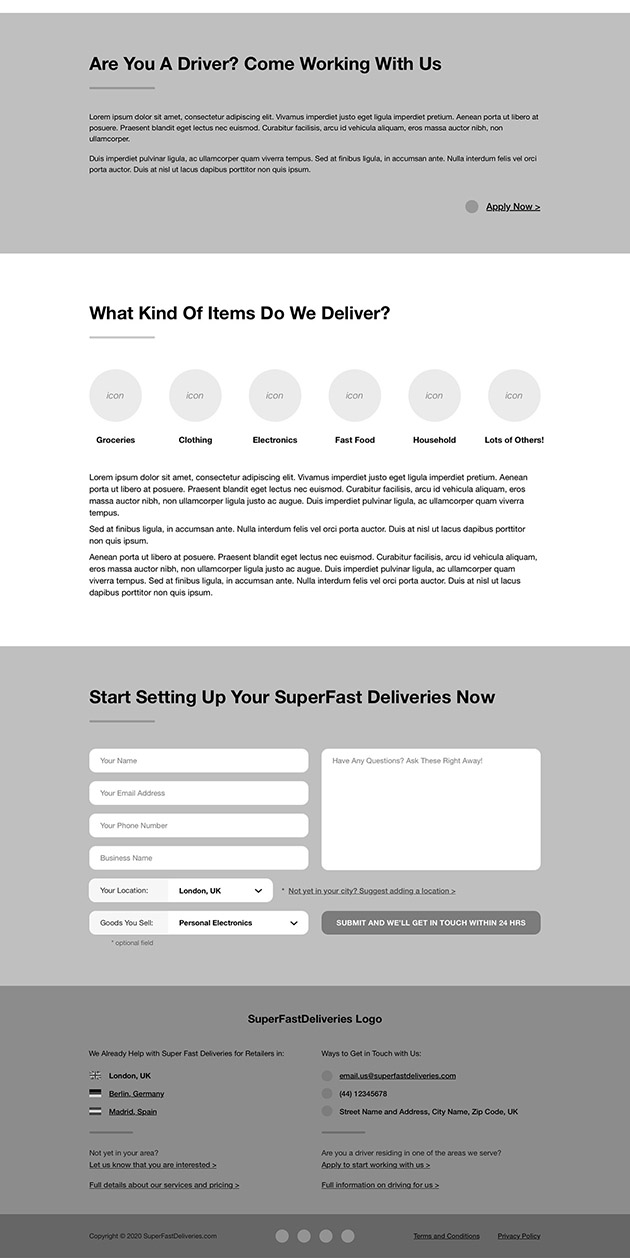 Are You A Driver? Come Working With Us
Lorem ipsum dolor sit amet, consectetur adipiscing elit. Vivamus imperdiet justo eget ligula imperdiet pretium. Aenean porta ut libero at
posuere. Praesent blandit eget lectus nec euismod. Curabitur facilisis, arcu id vehicula aliquam, eros massa auctor nibh, non
ullamcorper.
Duis imperdiet pulvinar ligula, ac ullamcorper quam viverra tempus. Sed at finibus ligula, in accumsan ante. Nulla interdum felis vel orci
porta auctor. Duis at nisl ut lacus dapibus porttitor non quis ipsum.
Apply Now >
What Kind Of Items Do We Deliver?
icon icon icon icon icon icon
Groceries Clothing Electronics Fast Food Household Lots of Others!
Lorem ipsum dolor sit amet, consectetur adipiscing elit. Vivamus imperdiet justo eget ligula imperdiet pretium. Aenean
porta ut libero at posuere. Praesent blandit eget lectus nec euismod. Curabitur facilisis, arcu id vehicula aliquam, eros
massa auctor nibh, non ullamcorper ligula justo ac augue. Duis imperdiet pulvinar ligula, ac ullamcorper quam viverra
tempus.
Sed at finibus ligula, in accumsan ante. Nulla interdum felis vel orci porta auctor. Duis at nisl ut lacus dapibus porttitor
non quis ipsum.
Aenean porta ut libero at posuere. Praesent blandit eget lectus nec euismod. Curabitur facilisis, arcu id vehicula aliquam,
eros massa auctor nibh, non ullamcorper ligula justo ac augue. Duis imperdiet pulvinar ligula, ac ullamcorper quam
viverra tempus. Sed at finibus ligula, in accumsan ante. Nulla interdum felis vel orci porta auctor. Duis at nisl ut lacus
dapibus porttitor non quis ipsum.
Start Setting Up Your SuperFast Deliveries Now
Your Name
Your Email Address
Your Phone Number
Business Name
Have Any Questions? Ask These Right Away!
Your Location: London, UK
* Not yet in your city? Suggest adding a location >
Goods You Sell: Personal Electronics
SUBMIT AND WE'LL GET IN TOUCH WITHIN 24 HRS
* optional field
SuperFastDeliveries Logo
We Already Help with Super Fast Deliveries for Retailers in:
London, UK
Berlin, Germany
Madrid, Spain
Not yet in your area?
Let us know that you are interested >
Full details about our services and pricing >
Ways to Get in Touch with Us:
email.us@superfastdeliveries.com
(44) 12345678
Street Name and Address, City Name, Zip Code, UK
Are you a driver residing in one of the areas we serve?
Apply to start working with us >
Full information on driving for us >
Copyright © 2020 SuperFastDeliveries.com
Terms and Conditions
Privacy Policy